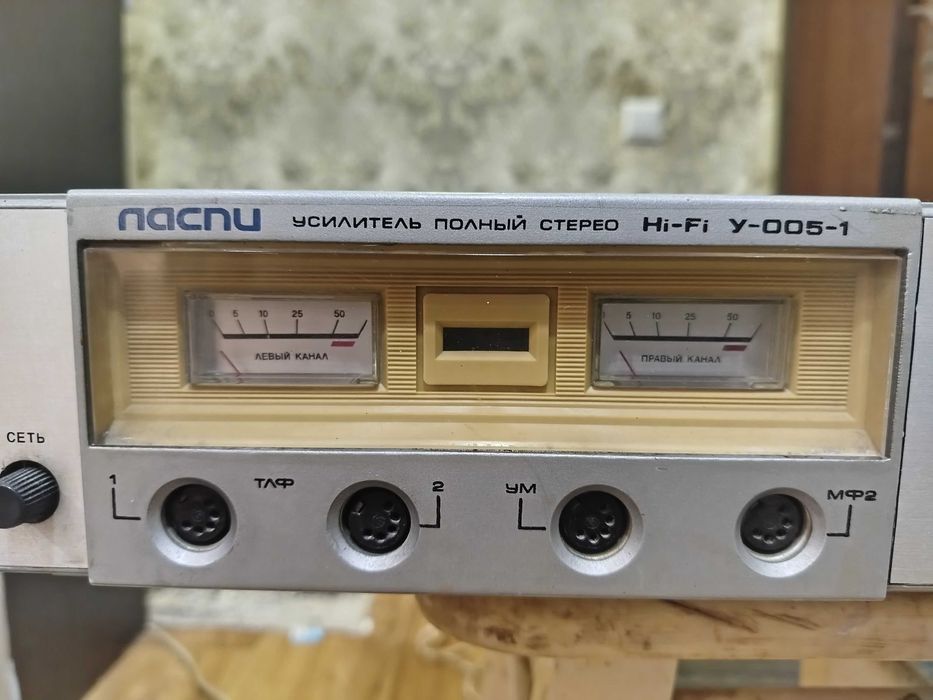 ласпи УСИЛИТЕЛЬ ПОЛНЫЙ СТЕРЕО Hi-Fi У-005-1
0 5 10 25 50
ЛЕВЫЙ КАНАЛ
5 10 25 50
ПРАВЫЙ КАНАЛ
СЕТЬ
1 ТЛФ 2 УМ МФ2